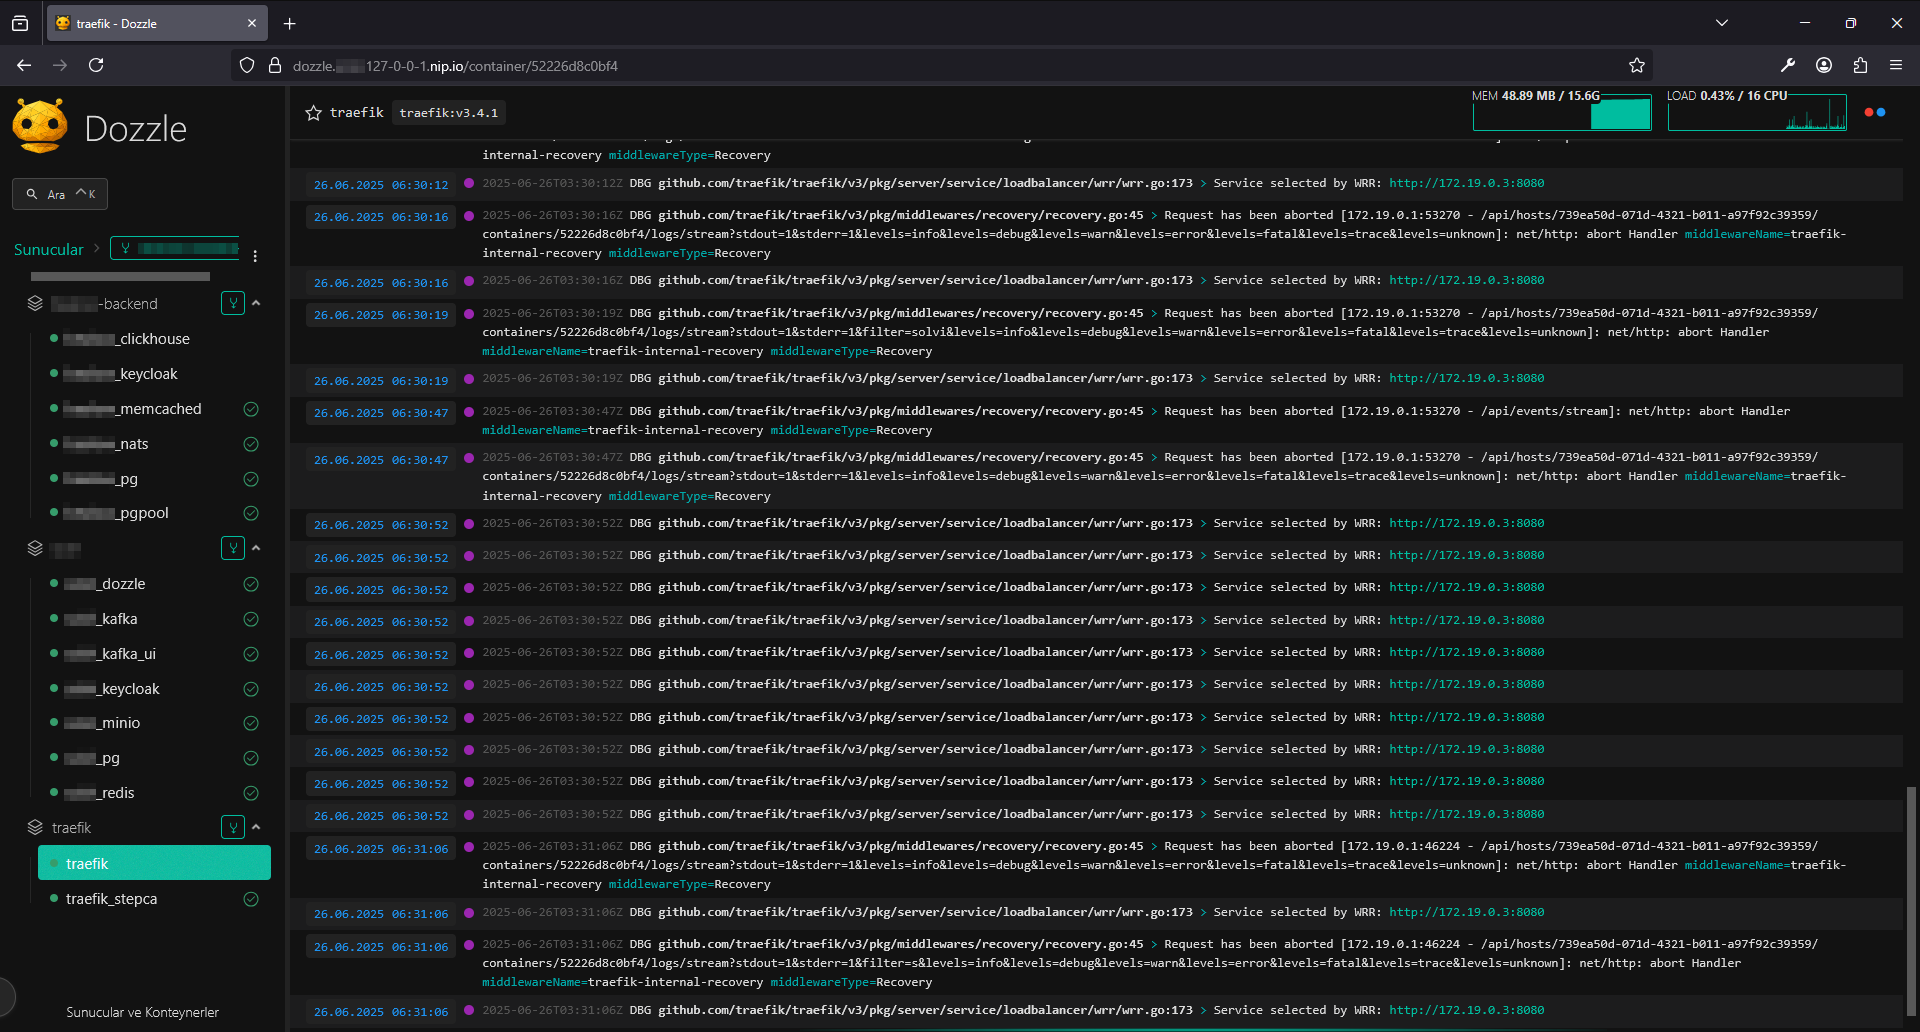 traefik - Dozzle
dozzle.127-0-0-1.nip.io/container/52226d8c0bf4
Dozzle
Ara ^K
Sunucular
-backend
_clickhouse
_keycloak
_memcached
_nats
_pg
_pgpool
_dozzle
_kafka
_kafka_ui
_keycloak
_minio
_pg
_redis
traefik
traefik
traefik_stepca
Sunucular ve Konteynerler
traefik traefik:v3.4.1
MEM 48.89 MB / 15.6G
LOAD 0.43% / 16 CPU
internal-recovery middlewareType=Recovery
26.06.2025 06:30:12 2025-06-26T03:30:12Z DBG github.com/traefik/traefik/v3/pkg/server/service/loadbalancer/wrr/wrr.go:173 > Service selected by WRR: http://172.19.0.3:8080
26.06.2025 06:30:16 2025-06-26T03:30:16Z DBG github.com/traefik/traefik/v3/pkg/middlewares/recovery/recovery.go:45 > Request has been aborted [172.19.0.1:53270 - /api/hosts/739ea50d-071d-4321-b011-a97f92c39359/
containers/52226d8c0bf4/logs/stream?stdout=1&stderr=1&levels=info&levels=debug&levels=warn&levels=error&levels=fatal&levels=trace&levels=unknown]: net/http: abort Handler middlewareName=traefik-
internal-recovery middlewareType=Recovery
26.06.2025 06:30:16 2025-06-26T03:30:16Z DBG github.com/traefik/traefik/v3/pkg/server/service/loadbalancer/wrr/wrr.go:173 > Service selected by WRR: http://172.19.0.3:8080
26.06.2025 06:30:19 2025-06-26T03:30:19Z DBG github.com/traefik/traefik/v3/pkg/middlewares/recovery/recovery.go:45 > Request has been aborted [172.19.0.1:53270 - /api/hosts/739ea50d-071d-4321-b011-a97f92c39359/
containers/52226d8c0bf4/logs/stream?stdout=1&stderr=1&filter=solvi&levels=info&levels=debug&levels=warn&levels=error&levels=fatal&levels=trace&levels=unknown]: net/http: abort Handler
middlewareName=traefik-internal-recovery middlewareType=Recovery
26.06.2025 06:30:19 2025-06-26T03:30:19Z DBG github.com/traefik/traefik/v3/pkg/server/service/loadbalancer/wrr/wrr.go:173 > Service selected by WRR: http://172.19.0.3:8080
26.06.2025 06:30:47 2025-06-26T03:30:47Z DBG github.com/traefik/traefik/v3/pkg/middlewares/recovery/recovery.go:45 > Request has been aborted [172.19.0.1:53270 - /api/events/stream]: net/http: abort Handler
middlewareName=traefik-internal-recovery middlewareType=Recovery
26.06.2025 06:30:47 2025-06-26T03:30:47Z DBG github.com/traefik/traefik/v3/pkg/middlewares/recovery/recovery.go:45 > Request has been aborted [172.19.0.1:53270 - /api/hosts/739ea50d-071d-4321-b011-a97f92c39359/
containers/52226d8c0bf4/logs/stream?stdout=1&stderr=1&levels=info&levels=debug&levels=warn&levels=error&levels=fatal&levels=trace&levels=unknown]: net/http: abort Handler middlewareName=traefik-
internal-recovery middlewareType=Recovery
26.06.2025 06:30:52 2025-06-26T03:30:52Z DBG github.com/traefik/traefik/v3/pkg/server/service/loadbalancer/wrr/wrr.go:173 > Service selected by WRR: http://172.19.0.3:8080
26.06.2025 06:30:52 2025-06-26T03:30:52Z DBG github.com/traefik/traefik/v3/pkg/server/service/loadbalancer/wrr/wrr.go:173 > Service selected by WRR: http://172.19.0.3:8080
26.06.2025 06:30:52 2025-06-26T03:30:52Z DBG github.com/traefik/traefik/v3/pkg/server/service/loadbalancer/wrr/wrr.go:173 > Service selected by WRR: http://172.19.0.3:8080
26.06.2025 06:30:52 2025-06-26T03:30:52Z DBG github.com/traefik/traefik/v3/pkg/server/service/loadbalancer/wrr/wrr.go:173 > Service selected by WRR: http://172.19.0.3:8080
26.06.2025 06:30:52 2025-06-26T03:30:52Z DBG github.com/traefik/traefik/v3/pkg/server/service/loadbalancer/wrr/wrr.go:173 > Service selected by WRR: http://172.19.0.3:8080
26.06.2025 06:30:52 2025-06-26T03:30:52Z DBG github.com/traefik/traefik/v3/pkg/server/service/loadbalancer/wrr/wrr.go:173 > Service selected by WRR: http://172.19.0.3:8080
26.06.2025 06:30:52 2025-06-26T03:30:52Z DBG github.com/traefik/traefik/v3/pkg/server/service/loadbalancer/wrr/wrr.go:173 > Service selected by WRR: http://172.19.0.3:8080
26.06.2025 06:30:52 2025-06-26T03:30:52Z DBG github.com/traefik/traefik/v3/pkg/server/service/loadbalancer/wrr/wrr.go:173 > Service selected by WRR: http://172.19.0.3:8080
26.06.2025 06:30:52 2025-06-26T03:30:52Z DBG github.com/traefik/traefik/v3/pkg/server/service/loadbalancer/wrr/wrr.go:173 > Service selected by WRR: http://172.19.0.3:8080
26.06.2025 06:30:52 2025-06-26T03:30:52Z DBG github.com/traefik/traefik/v3/pkg/server/service/loadbalancer/wrr/wrr.go:173 > Service selected by WRR: http://172.19.0.3:8080
26.06.2025 06:31:06 2025-06-26T03:31:06Z DBG github.com/traefik/traefik/v3/pkg/middlewares/recovery/recovery.go:45 > Request has been aborted [172.19.0.1:46224 - /api/hosts/739ea50d-071d-4321-b011-a97f92c39359/
containers/52226d8c0bf4/logs/stream?stdout=1&stderr=1&levels=info&levels=debug&levels=warn&levels=error&levels=fatal&levels=trace&levels=unknown]: net/http: abort Handler middlewareName=traefik-
internal-recovery middlewareType=Recovery
26.06.2025 06:31:06 2025-06-26T03:31:06Z DBG github.com/traefik/traefik/v3/pkg/server/service/loadbalancer/wrr/wrr.go:173 > Service selected by WRR: http://172.19.0.3:8080
26.06.2025 06:31:06 2025-06-26T03:31:06Z DBG github.com/traefik/traefik/v3/pkg/middlewares/recovery/recovery.go:45 > Request has been aborted [172.19.0.1:46224 - /api/hosts/739ea50d-071d-4321-b011-a97f92c39359/
containers/52226d8c0bf4/logs/stream?stdout=1&stderr=1&filter=s&levels=info&levels=debug&levels=warn&levels=error&levels=fatal&levels=trace&levels=unknown]: net/http: abort Handler
middlewareName=traefik-internal-recovery middlewareType=Recovery
26.06.2025 06:31:06 2025-06-26T03:31:06Z DBG github.com/traefik/traefik/v3/pkg/server/service/loadbalancer/wrr/wrr.go:173 > Service selected by WRR: http://172.19.0.3:8080